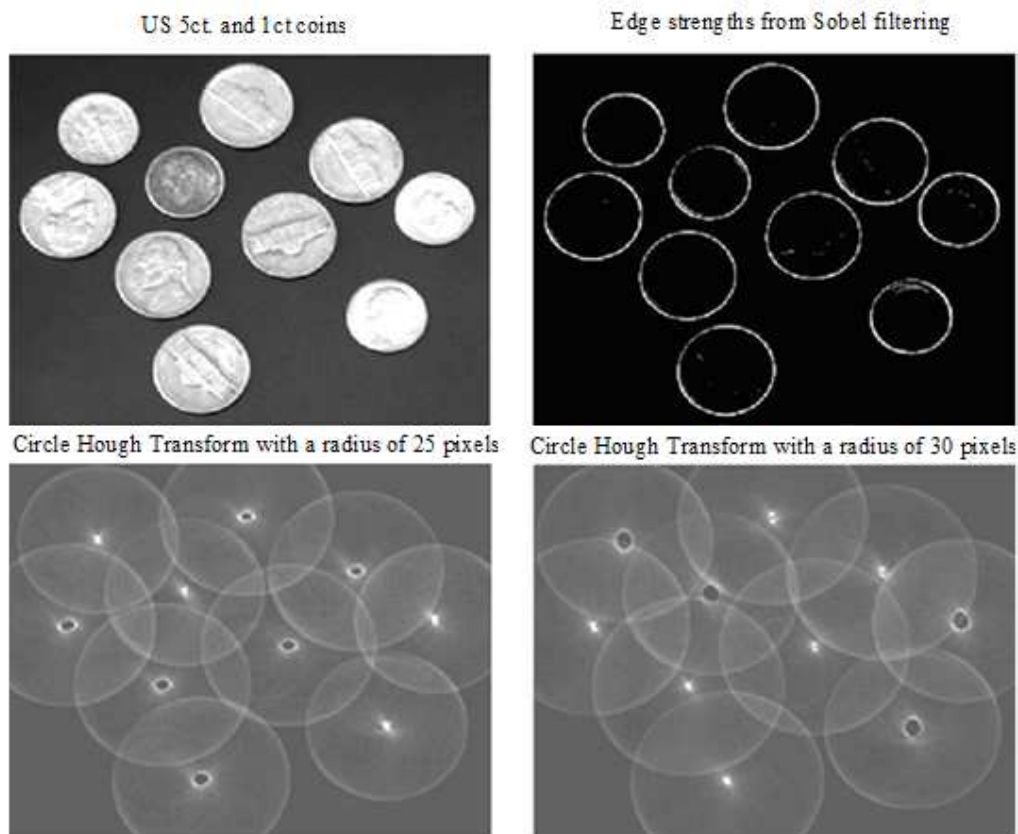 US 5ct. and 1ct coins
Edge strengths from Sobel filtering
Circle Hough Transform with a radius of 25 pixels
Circle Hough Transform with a radius of 30 pixels